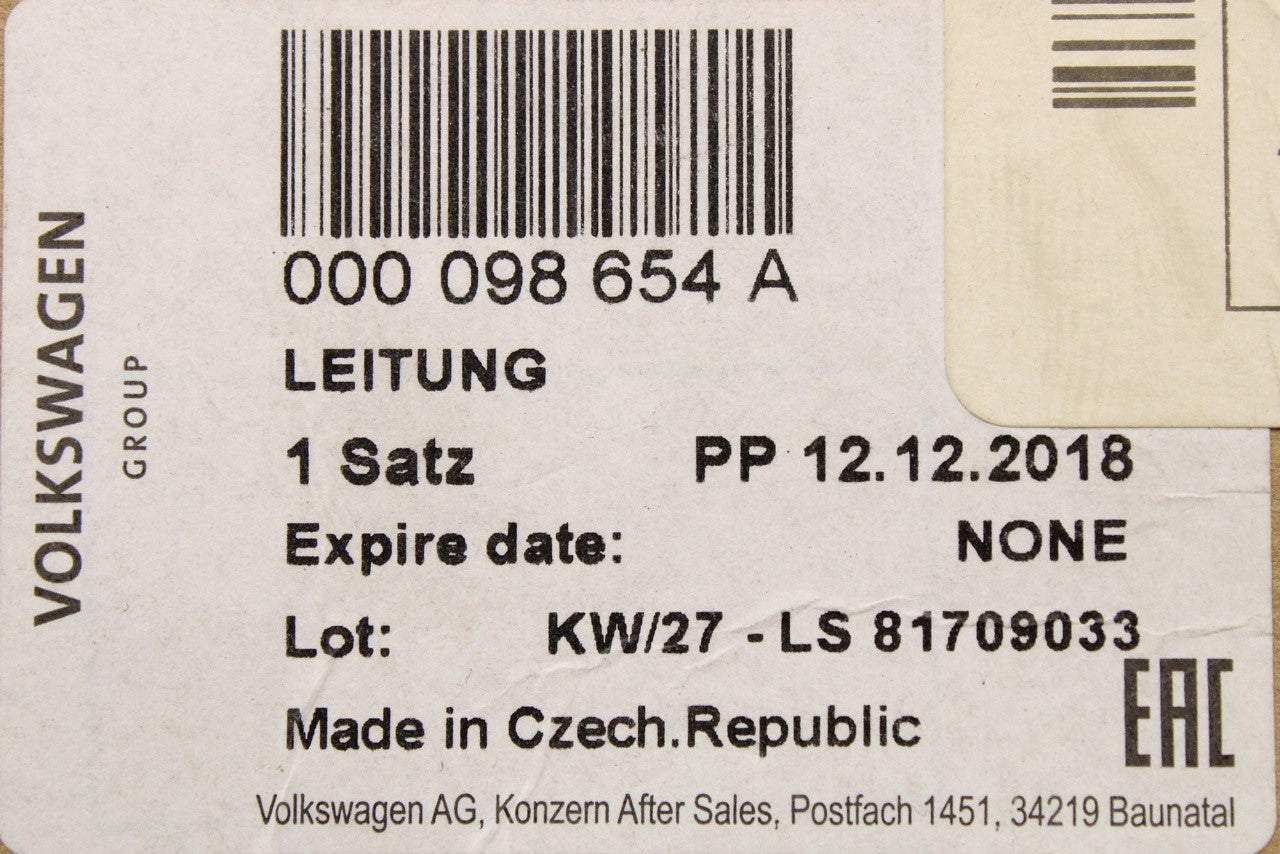 VOLKSWAGEN
GROUP
000 098 654 A
LEITUNG
1 Satz PP 12.12.2018
Expire date: NONE
Lot: KW/27 - LS 81709033
EAC
Made in Czech.Republic
Volkswagen AG, Konzern After Sales, Postfach 1451, 34219 Baunatal